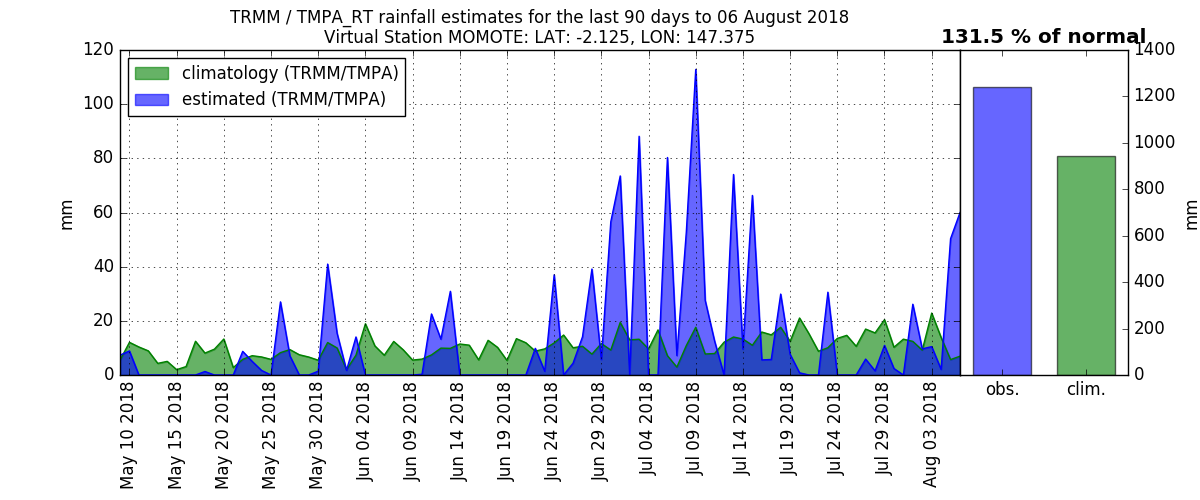 TRMM / TMPA_RT rainfall estimates for the last 90 days to 06 August 2018
Virtual Station MOMOTE: LAT: -2.125, LON: 147.375
131.5 % of normal
climatology (TRMM/TMPA)
estimated (TRMM/TMPA)
120
100
80
60
40
20
0
mm
May 10 2018
May 15 2018
May 20 2018
May 25 2018
May 30 2018
Jun 04 2018
Jun 09 2018
Jun 14 2018
Jun 19 2018
Jun 24 2018
Jun 29 2018
Jul 04 2018
Jul 09 2018
Jul 14 2018
Jul 19 2018
Jul 24 2018
Jul 29 2018
Aug 03 2018
obs.
clim.
1400
1200
1000
800
600
400
200
0
mm